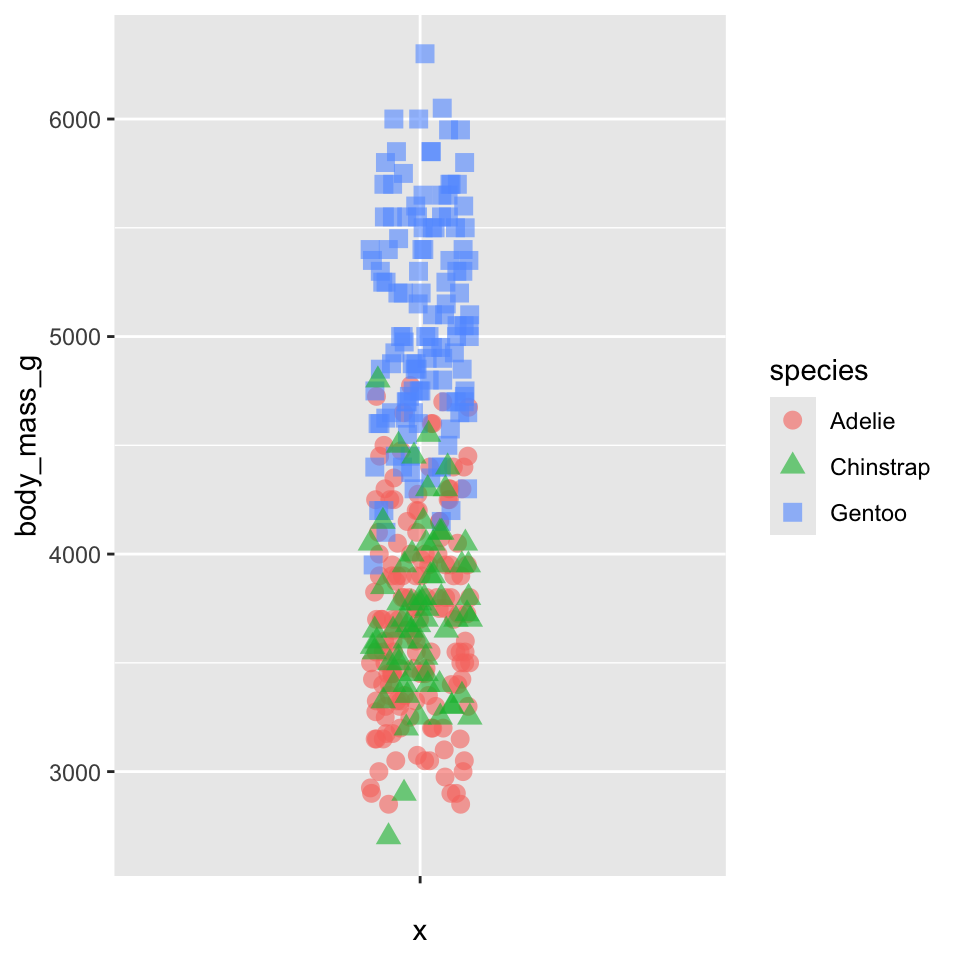 body_mass_g
6000
5000
4000
3000
x
species
Adelie
Chinstrap
Gentoo